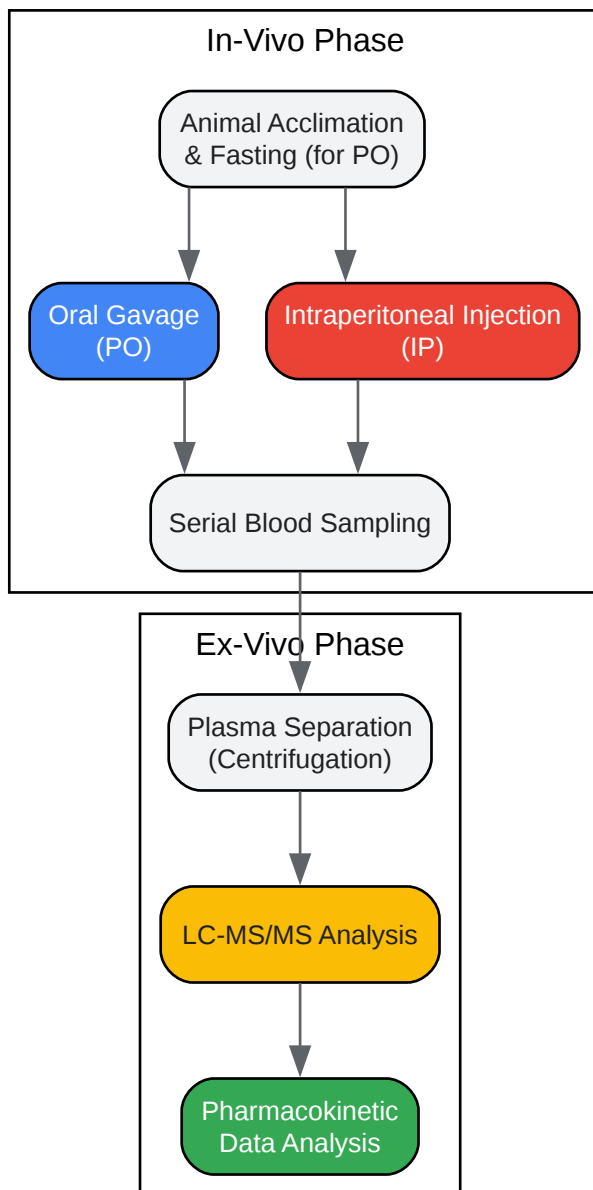 In-Vivo Phase
Animal Acclimation
& Fasting (for PO)
Oral Gavage
(PO)
Intraperitoneal Injection
(IP)
Serial Blood Sampling
Ex-Vivo Phase
Plasma Separation
(Centrifugation)
LC-MS/MS Analysis
Pharmacokinetic
Data Analysis